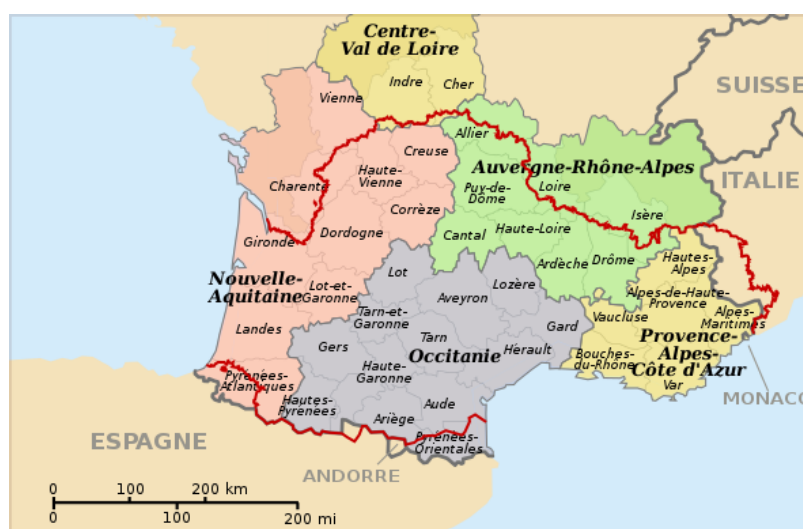 Centre-
Val de Loire
Indre
Cher
SUISSE
Vienne
Allier
Creuse
Auvergne-Rhône-Alpes
Haute-
Vienne
Charente
Puy-de-
Dôme
Loire
ITALIE
Corrèze
Isère
Gironde
Dordogne
Cantal
Haute-Loire
Ardèche
Drôme
Hautes-
Alpes
Nouvelle-
Aquitaine
Lot-et-
Garonne
Lot
Lozère
Aveyron
Alpes-de-Haute-
Provence
Tarn-et-
Garonne
Vaucluse
Alpes-
Maritimes
Landes
Gers
Tarn
Gard
Hérault
Occitanie
Provence-
Alpes-
Côte d'Azur
Bouches-
du-Rhône
Var
Haute-
Garonne
Pyrénées-
Atlantiques
Hautes-
Pyrénées
Aude
Ariège
Pyrénées-
Orientales
MONACO
ESPAGNE
ANDORRE
0 100 200 km
0 100 200 mi